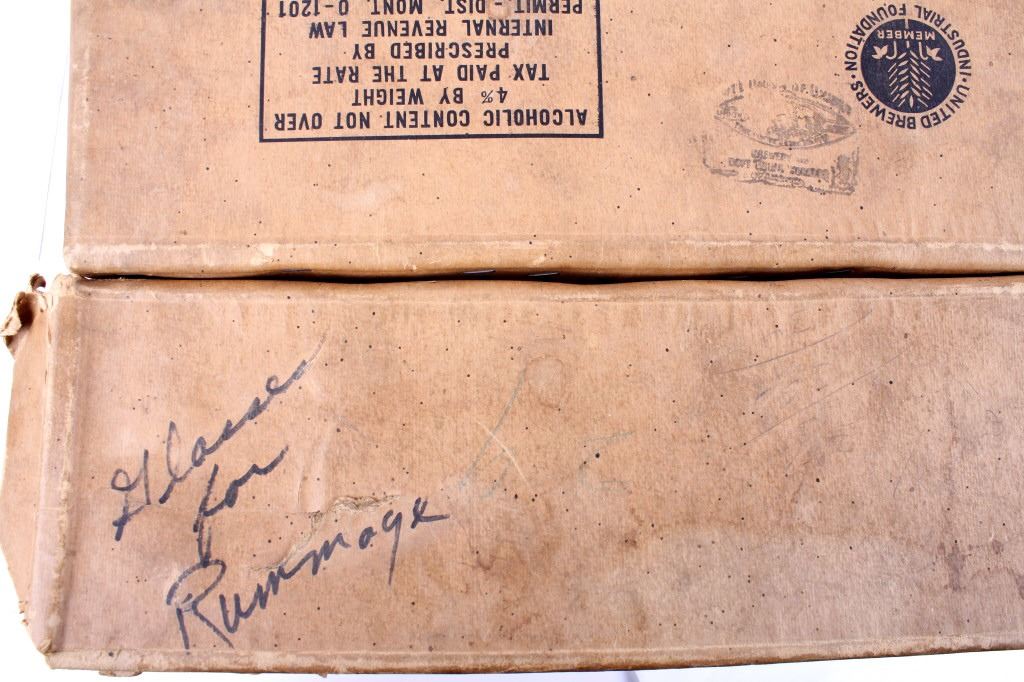 ALCOHOLIC CONTENT NOT OVER
4% BY WEIGHT
TAX PAID AT THE RATE
PRESCRIBED BY
INTERNAL REVENUE LAW
PERMIT - DIST. MONT. O-1201
UNITED BREWERS INDUSTRIAL FOUNDATION
MEMBER
Glasses
for
Rummage